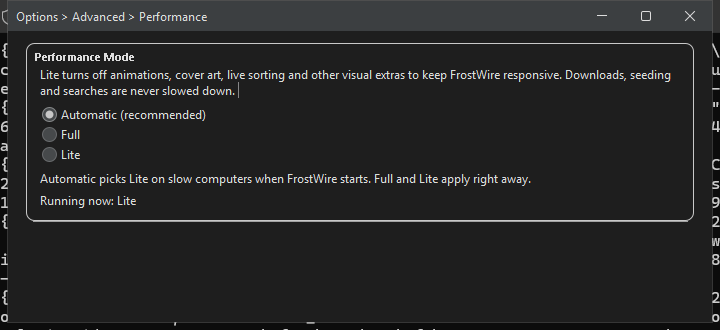 Options > Advanced > Performance
Performance Mode
Lite turns off animations, cover art, live sorting and other visual extras to keep FrostWire responsive. Downloads, seeding
and searches are never slowed down.
Automatic (recommended)
Full
Lite
Automatic picks Lite on slow computers when FrostWire starts. Full and Lite apply right away.
Running now: Lite